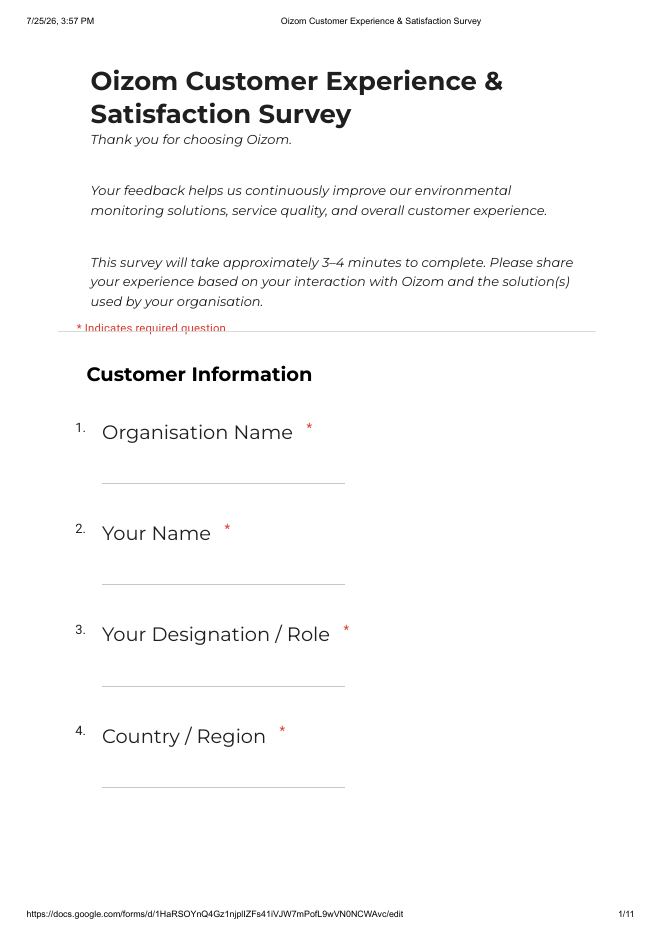 7/25/26, 3:57 PM Oizom Customer Experience & Satisfaction Survey
Oizom Customer Experience &
Satisfaction Survey
Thank you for choosing Oizom.
Your feedback helps us continuously improve our environmental
monitoring solutions, service quality, and overall customer experience.
This survey will take approximately 3–4 minutes to complete. Please share
your experience based on your interaction with Oizom and the solution(s)
used by your organisation.
* Indicates required question
Customer Information
1. Organisation Name *
2. Your Name *
3. Your Designation / Role *
4. Country / Region *
https://docs.google.com/forms/d/1HaRSOYnQ4Gz1njpIIZFs41iVJW7mPofL9wVN0NCWAvc/edit 1/11